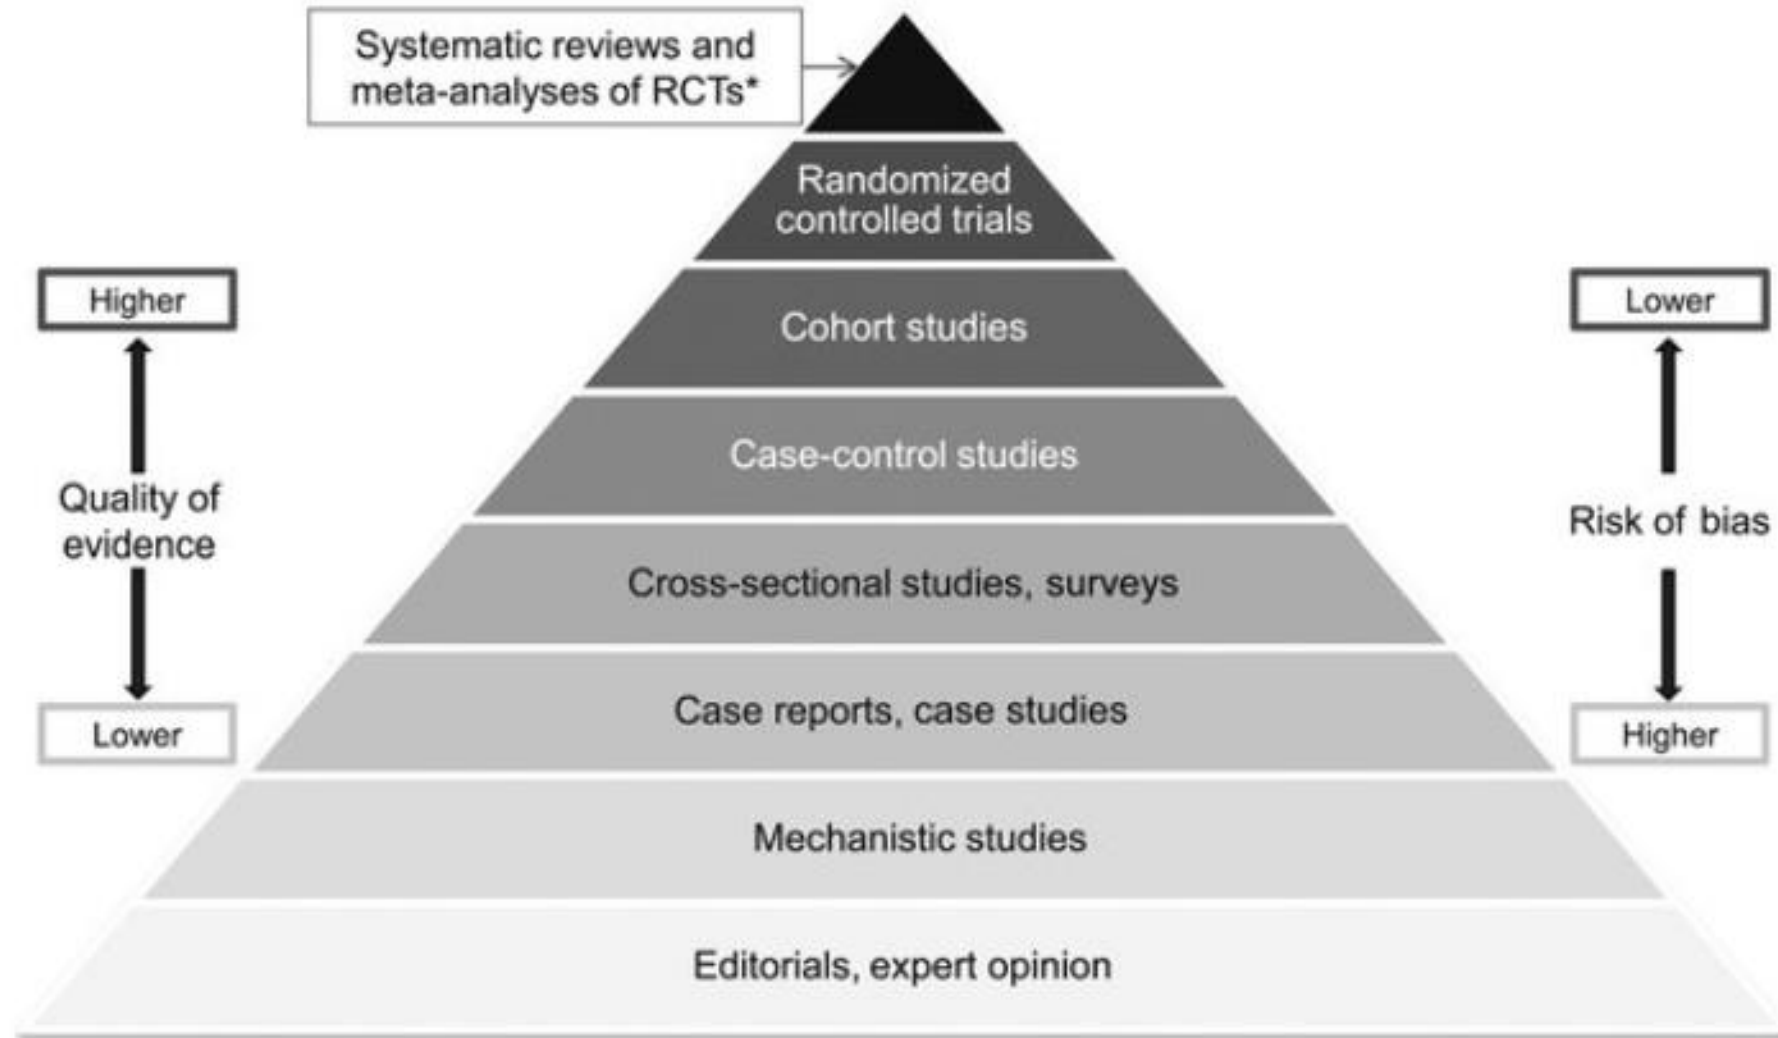 Systematic reviews and
meta-analyses of RCTs*
Randomized
controlled trials
Higher
Lower
Cohort studies
Case-control studies
Quality of
evidence
Risk of bias
Cross-sectional studies, surveys
Case reports, case studies
Lower
Higher
Mechanistic studies
Editorials, expert opinion